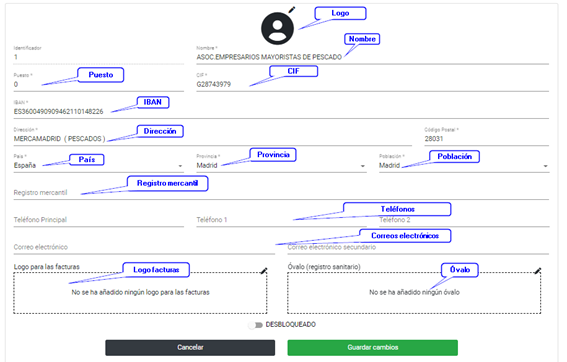 Logo
Identificador
Nombre *
Nombre
1
ASOC.EMPRESARIOS MAYORISTAS DE PESCADO
Puesto *
Puesto
CIF *
CIF
0
G28743979
IBAN *
IBAN
ES3600490909462110148226
Dirección *
Dirección
Código Postal *
MERCAMADRID ( PESCADOS )
28031
País *
País
Provincia *
Provincia
Población *
Población
España
Madrid
Madrid
Registro mercantil
Registro mercantil
Teléfonos
Teléfono Principal
Teléfono 1
Teléfono 2
Correos electrónicos
Correo electrónico
Correo electrónico secundario
Logo para las facturas
Logo facturas
Óvalo (registro sanitario)
Óvalo
No se ha añadido ningún logo para las facturas
No se ha añadido ningún óvalo
DESBLOQUEADO
Cancelar
Guardar cambios